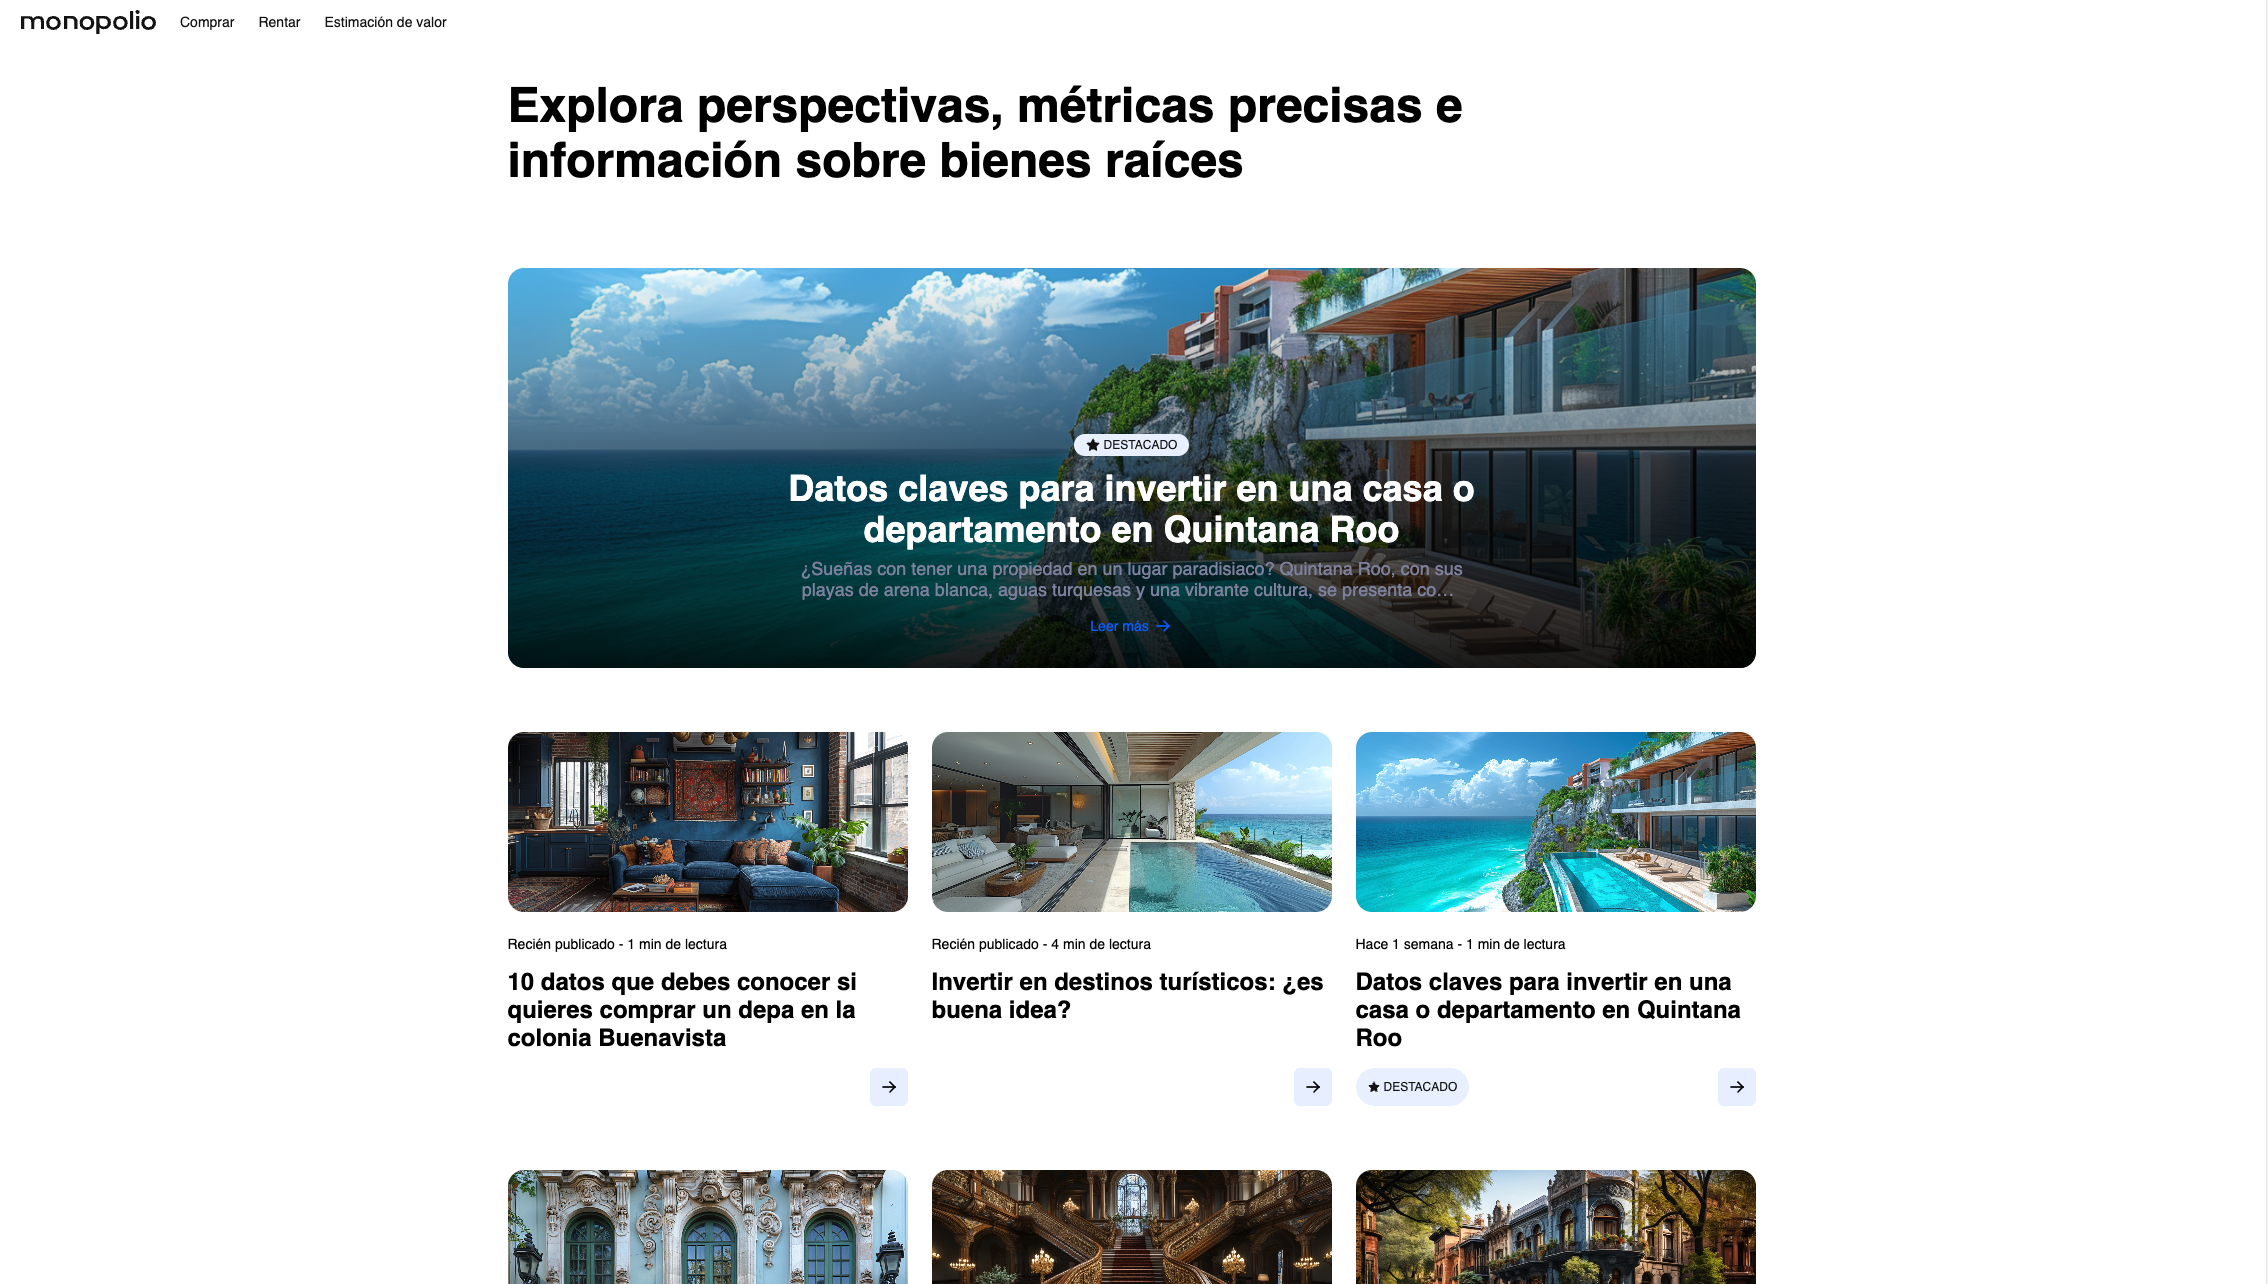 monopolio
Comprar
Rentar
Estimación de valor
Explora perspectivas, métricas precisas e
información sobre bienes raíces
DESTACADO
Datos claves para invertir en una casa o
departamento en Quintana Roo
¿Sueñas con tener una propiedad en un lugar paradisiaco? Quintana Roo, con sus
playas de arena blanca, aguas turquesas y una vibrante cultura, se presenta co...
Leer más
Recién publicado - 1 min de lectura
10 datos que debes conocer si
quieres comprar un depa en la
colonia Buenavista
Recién publicado - 4 min de lectura
Invertir en destinos turísticos: ¿es
buena idea?
Hace 1 semana - 1 min de lectura
Datos claves para invertir en una
casa o departamento en Quintana
Roo
DESTACADO